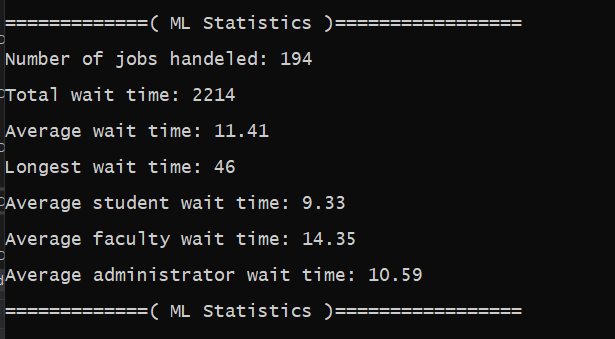 =============( ML Statistics )=================
Number of jobs handeled: 194
Total wait time: 2214
Average wait time: 11.41
Longest wait time: 46
Average student wait time: 9.33
Average faculty wait time: 14.35
Average administrator wait time: 10.59
=============( ML Statistics )=================